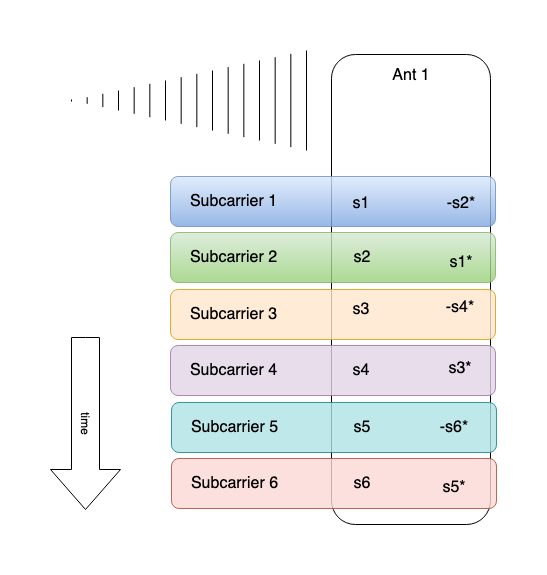 Ant 1
Subcarrier 1 s1 -s2*
Subcarrier 2 s2 s1*
Subcarrier 3 s3 -s4*
Subcarrier 4 s4 s3*
time
Subcarrier 5 s5 -s6*
Subcarrier 6 s6 s5*